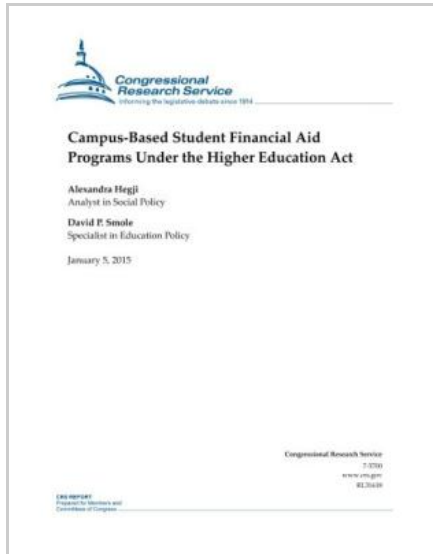 Congressional
Research Service
Informing the legislative debate since 1914
Campus-Based Student Financial Aid
Programs Under the Higher Education Act
Alexandra Hegji
Analyst in Social Policy
David P. Smole
Specialist in Education Policy
January 5, 2015
Congressional Research Service
7-5700
www.crs.gov
CRS REPORT
Prepared for Members and
Committees of Congress